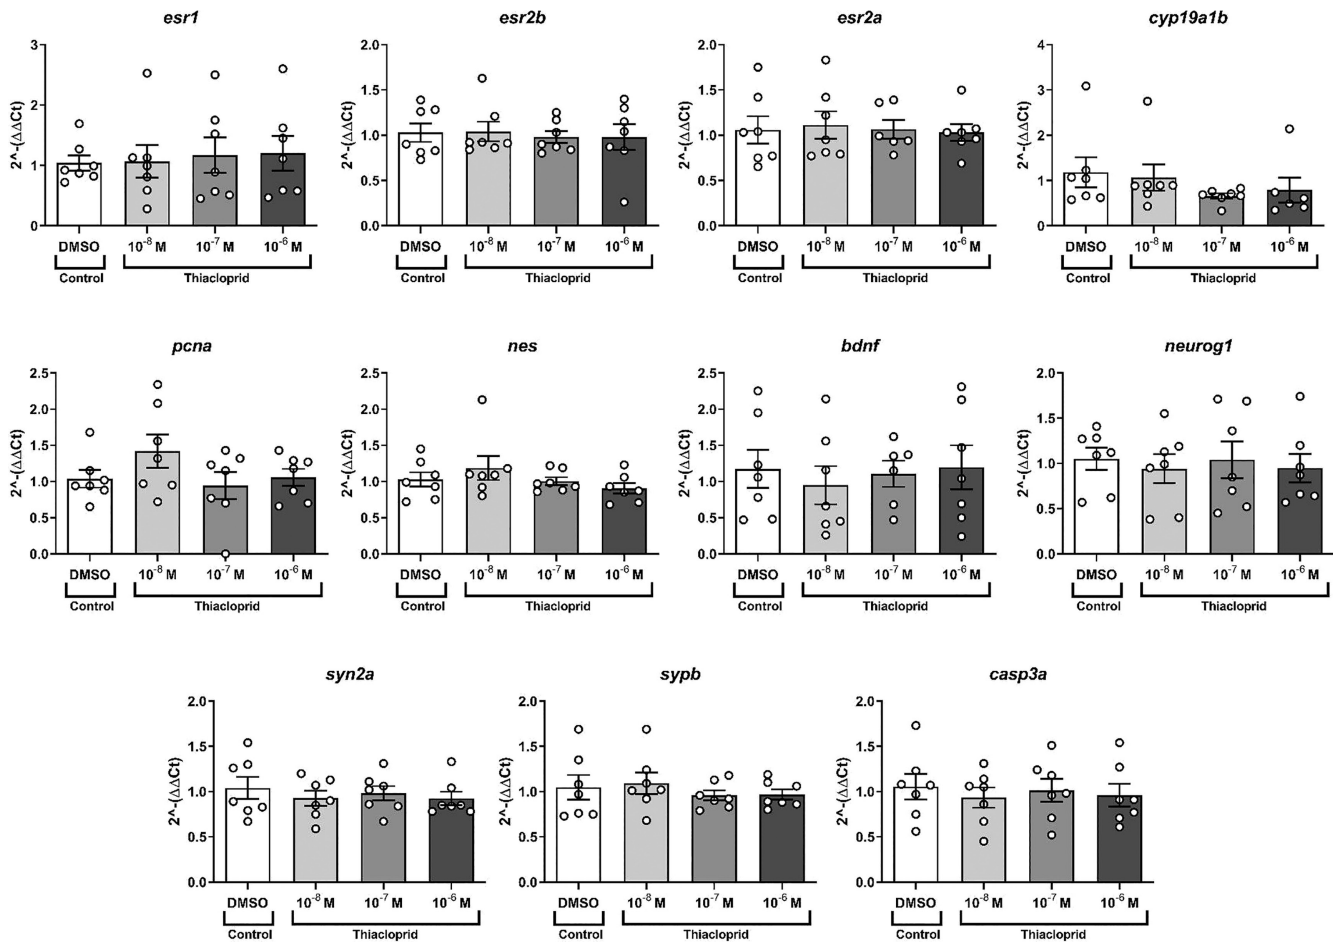 esr1 esr2b esr2a cyp19a1b
3 2.0 2.0 4
2 1.5 1.5 3
1 1.0 1.0 2
0 0.5 0.5 1
0.0 0.0 0
2^-(ΔΔCt) 2^-(ΔΔCt) 2^-(ΔΔCt) 2^-(ΔΔCt)
DMSO 10⁻⁸ M 10⁻⁷ M 10⁻⁶ M DMSO 10⁻⁸ M 10⁻⁷ M 10⁻⁶ M DMSO 10⁻⁸ M 10⁻⁷ M 10⁻⁶ M DMSO 10⁻⁸ M 10⁻⁷ M 10⁻⁶ M
Control Thiacloprid Control Thiacloprid Control Thiacloprid Control Thiacloprid
pcna nes bdnf neurog1
2.5 2.5 2.5 2.0
2.0 2.0 2.0 1.5
1.5 1.5 1.5 1.0
1.0 1.0 1.0 0.5
0.5 0.5 0.5 0.0
0.0 0.0 0.0
2^-(ΔΔCt) 2^-(ΔΔCt) 2^-(ΔΔCt) 2^-(ΔΔCt)
DMSO 10⁻⁸ M 10⁻⁷ M 10⁻⁶ M DMSO 10⁻⁸ M 10⁻⁷ M 10⁻⁶ M DMSO 10⁻⁸ M 10⁻⁷ M 10⁻⁶ M DMSO 10⁻⁸ M 10⁻⁷ M 10⁻⁶ M
Control Thiacloprid Control Thiacloprid Control Thiacloprid Control Thiacloprid
syn2a sypb casp3a
2.0 2.0 2.0
1.5 1.5 1.5
1.0 1.0 1.0
0.5 0.5 0.5
0.0 0.0 0.0
2^-(ΔΔCt) 2^-(ΔΔCt) 2^-(ΔΔCt)
DMSO 10⁻⁸ M 10⁻⁷ M 10⁻⁶ M DMSO 10⁻⁸ M 10⁻⁷ M 10⁻⁶ M DMSO 10⁻⁸ M 10⁻⁷ M 10⁻⁶ M
Control Thiacloprid Control Thiacloprid Control Thiacloprid